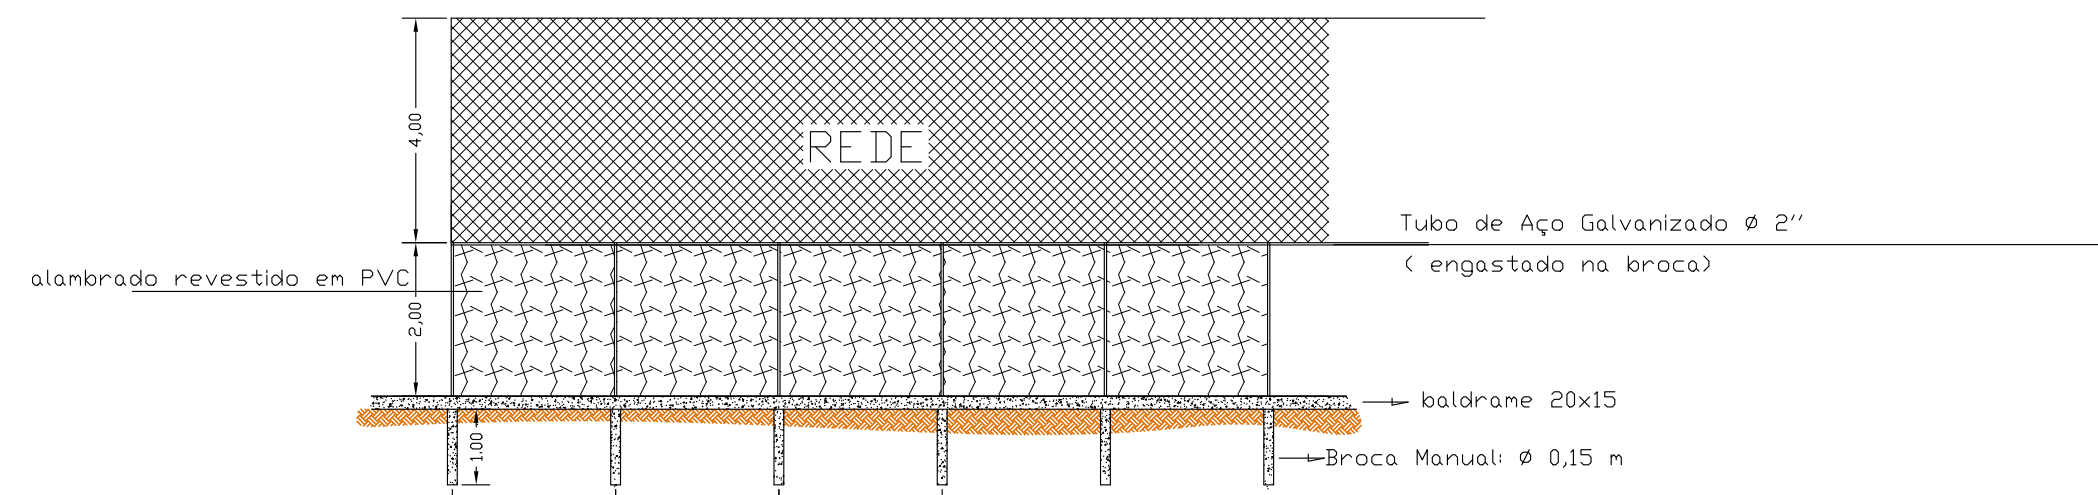 4,00
REDE
Tubo de Aço Galvanizado Ø 2''
( engastado na broca)
alambrado revestido em PVC
2,00
baldrame 20x15
1.00
Broca Manual: Ø 0,15 m